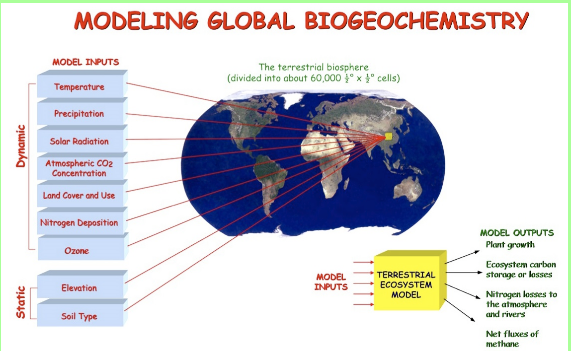 MODELING GLOBAL BIOGEOCHEMISTRY
MODEL INPUTS
Temperature
Precipitation
Solar Radiation
Atmospheric CO2
Concentration
Land Cover and Use
Nitrogen Deposition
Ozone
Dynamic
Elevation
Soil Type
Static
The terrestrial biosphere
(divided into about 60,000 ½° x ½° cells)
MODEL
INPUTS
TERRESTRIAL
ECOSYSTEM
MODEL
MODEL OUTPUTS
Plant growth
Ecosystem carbon
storage or losses
Nitrogen losses to
the atmosphere
and rivers
Net fluxes of
methane